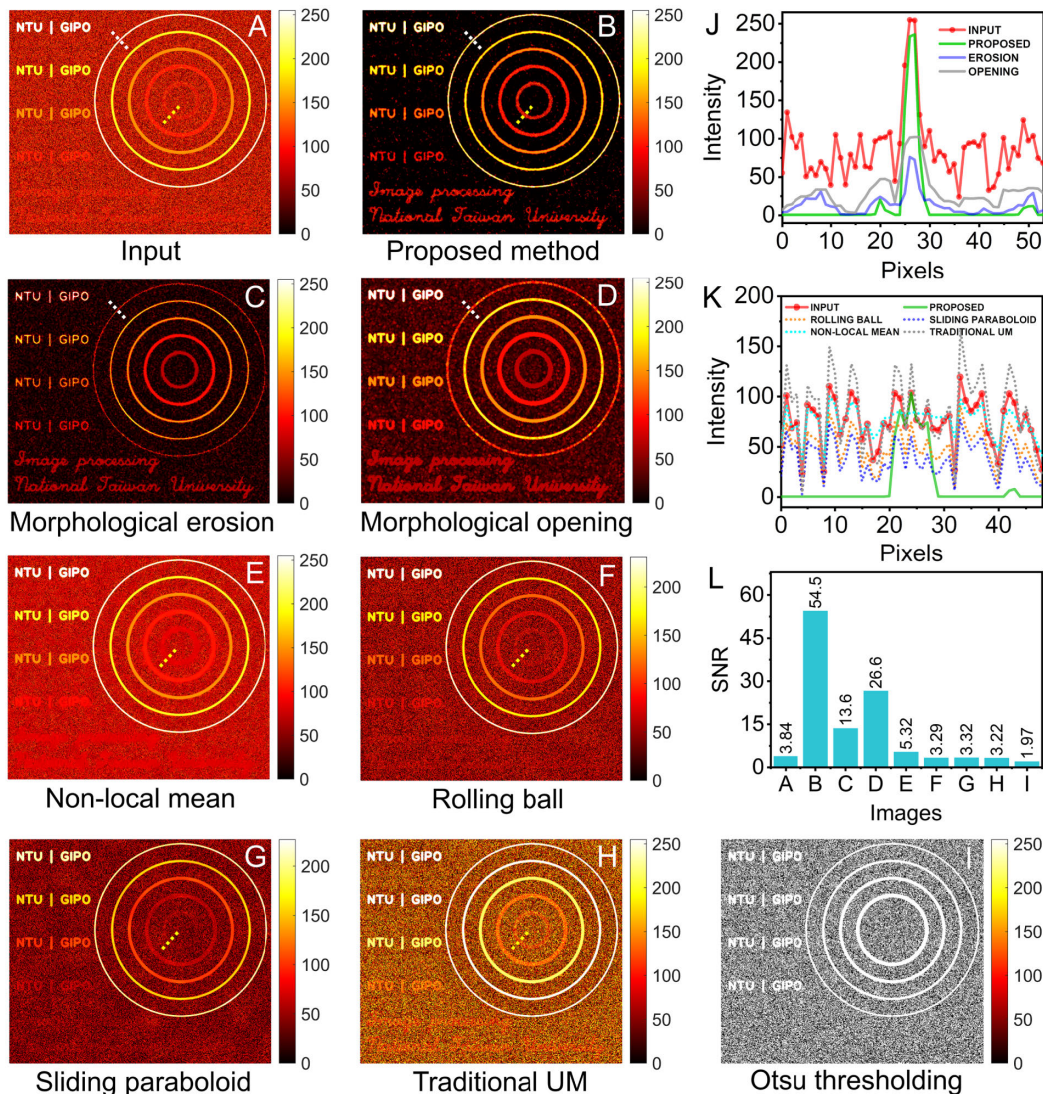 A
NTU | GIPO
NTU | GIPO
NTU | GIPO
NTU | GIPO
250
200
150
100
50
0
Input
B
NTU | GIPO
NTU | GIPO
NTU | GIPO
NTU | GIPO
Image processing
National Taiwan University
250
200
150
100
50
0
Proposed method
J
INPUT
PROPOSED
EROSION
OPENING
Intensity
250
200
150
100
50
0
0 10 20 30 40 50
Pixels
C
NTU | GIPO
NTU | GIPO
NTU | GIPO
NTU | GIPO
Image processing
National Taiwan University
250
200
150
100
50
0
Morphological erosion
D
NTU | GIPO
NTU | GIPO
NTU | GIPO
NTU | GIPO
Image processing
National Taiwan University
250
200
150
100
50
0
Morphological opening
K
INPUT PROPOSED
ROLLING BALL SLIDING PARABOLOID
NON-LOCAL MEAN TRADITIONAL UM
Intensity
200
150
100
50
0
0 10 20 30 40
Pixels
E
NTU | GIPO
NTU | GIPO
NTU | GIPO
NTU | GIPO
250
200
150
100
50
0
Non-local mean
F
NTU | GIPO
NTU | GIPO
NTU | GIPO
NTU | GIPO
200
150
100
50
0
Rolling ball
L
SNR
60
45
30
15
0
3.84 54.5 13.6 26.6 5.32 3.29 3.32 3.22 1.97
A B C D E F G H I
Images
G
NTU | GIPO
NTU | GIPO
NTU | GIPO
NTU | GIPO
200
150
100
50
0
Sliding paraboloid
H
NTU | GIPO
NTU | GIPO
NTU | GIPO
NTU | GIPO
250
200
150
100
50
0
Traditional UM
I
NTU | GIPO
NTU | GIPO
NTU | GIPO
NTU | GIPO
250
200
150
100
50
0
Otsu thresholding